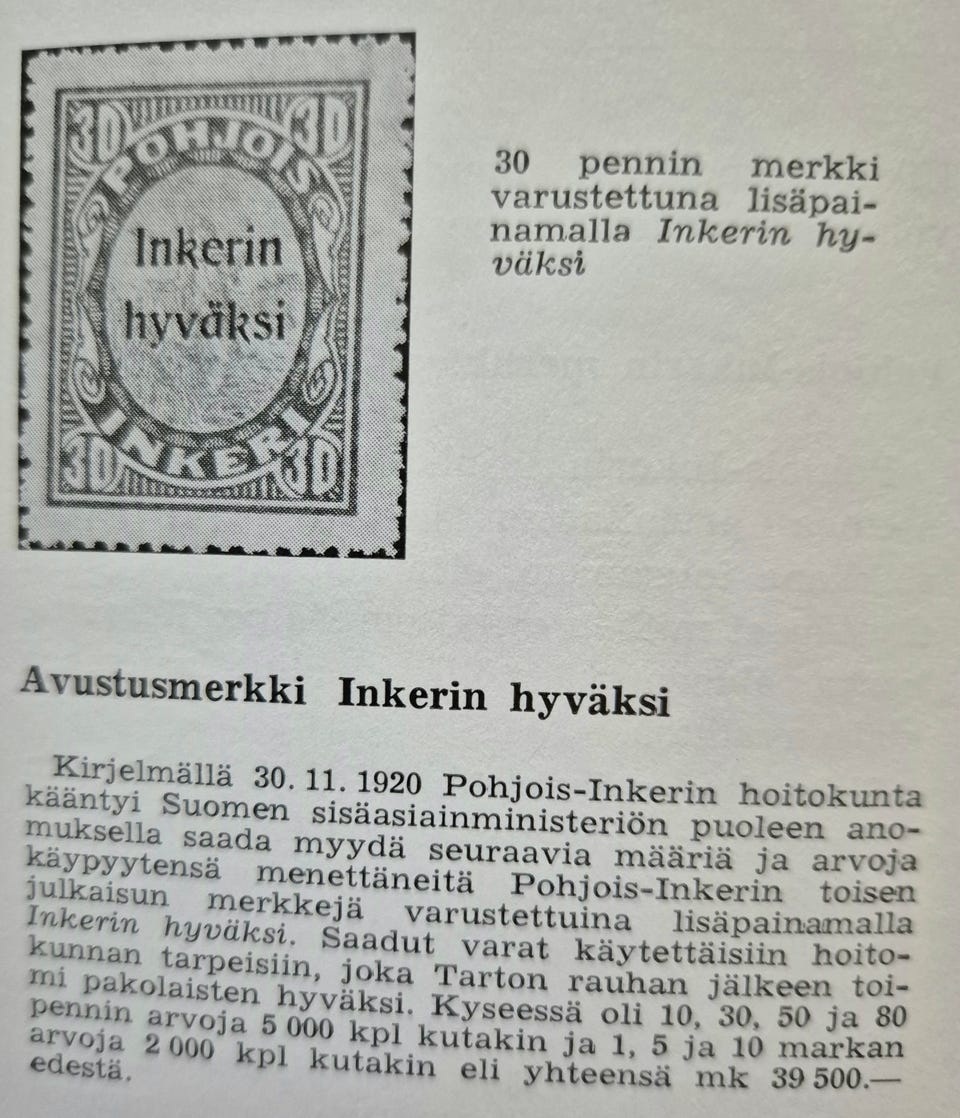 30 30
POHJOIS
Inkerin
hyväksi
INKERI
30 30
30 pennin merkki
varustettuna lisäpai-
namalla Inkerin hy-
väksi
Avustusmerkki Inkerin hyväksi
Kirjelmällä 30. 11. 1920 Pohjois-Inkerin hoitokunta
kääntyi Suomen sisäasiainministeriön puoleen ano-
muksella saada myydä seuraavia määriä ja arvoja
käypyytensä menettäneitä Pohjois-Inkerin toisen
julkaisun merkkejä varustettuina lisäpainamalla
Inkerin hyväksi. Saadut varat käytettäisiin hoito-
kunnan tarpeisiin, joka Tarton rauhan jälkeen toi-
mi pakolaisten hyväksi. Kyseessä oli 10, 30, 50 ja 80
pennin arvoja 5 000 kpl kutakin ja 1, 5 ja 10 markan
arvoja 2 000 kpl kutakin eli yhteensä mk 39 500.—
edestä.